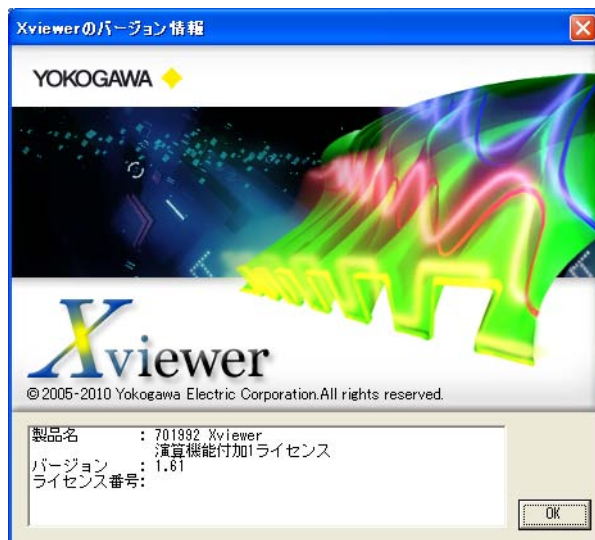 Xviewerのバージョン情報
YOKOGAWA
Xviewer
©2005-2010 Yokogawa Electric Corporation.All rights reserved.
製品名 : 701992 Xviewer
演算機能付加1ライセンス
バージョン : 1.61
ライセンス番号:
OK